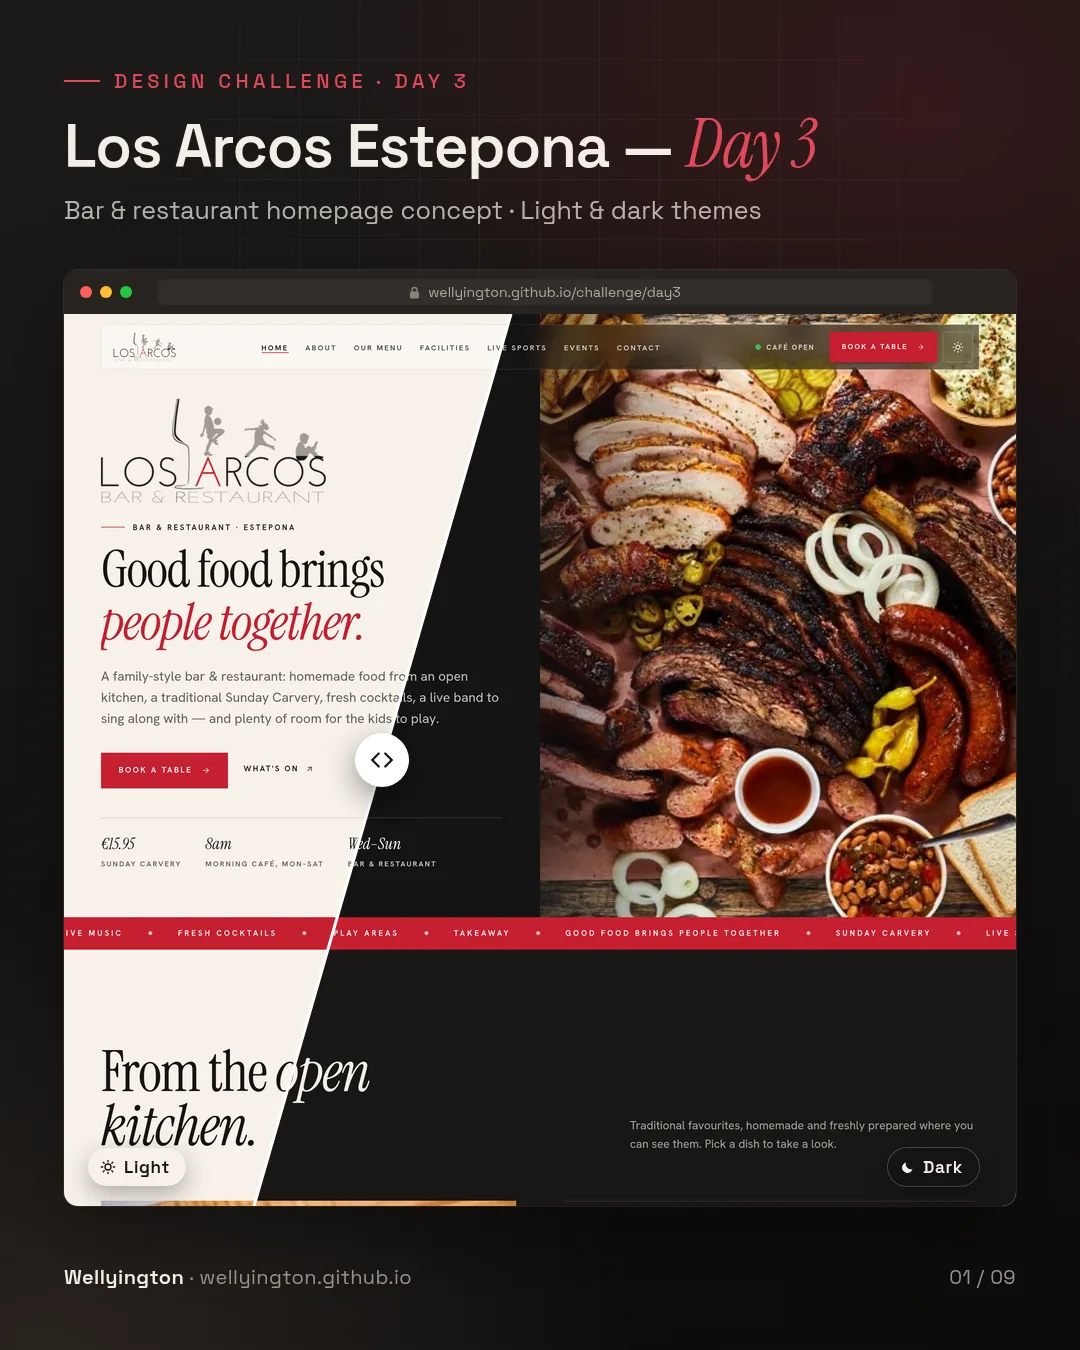 DESIGN CHALLENGE · DAY 3
Los Arcos Estepona — Day 3
Bar & restaurant homepage concept · Light & dark themes
wellyington.github.io/challenge/day3
LOS ARCOS
HOME ABOUT OUR MENU FACILITIES LIVE SPORTS EVENTS CONTACT
CAFÉ OPEN
BOOK A TABLE →
LOS ARCOS
BAR & RESTAURANT
BAR & RESTAURANT · ESTEPONA
Good food brings
people together.
A family-style bar & restaurant: homemade food from an open
kitchen, a traditional Sunday Carvery, fresh cocktails, a live band to
sing along with — and plenty of room for the kids to play.
BOOK A TABLE →
WHAT'S ON ↗
€15.95 8am Wed–Sun
SUNDAY CARVERY MORNING CAFÉ, MON-SAT BAR & RESTAURANT
IVE MUSIC • FRESH COCKTAILS • PLAY AREAS • TAKEAWAY • GOOD FOOD BRINGS PEOPLE TOGETHER • SUNDAY CARVERY • LIVE
From the open
kitchen.
Traditional favourites, homemade and freshly prepared where you
can see them. Pick a dish to take a look.
Light
Dark
Wellyington · wellyington.github.io
01 / 09